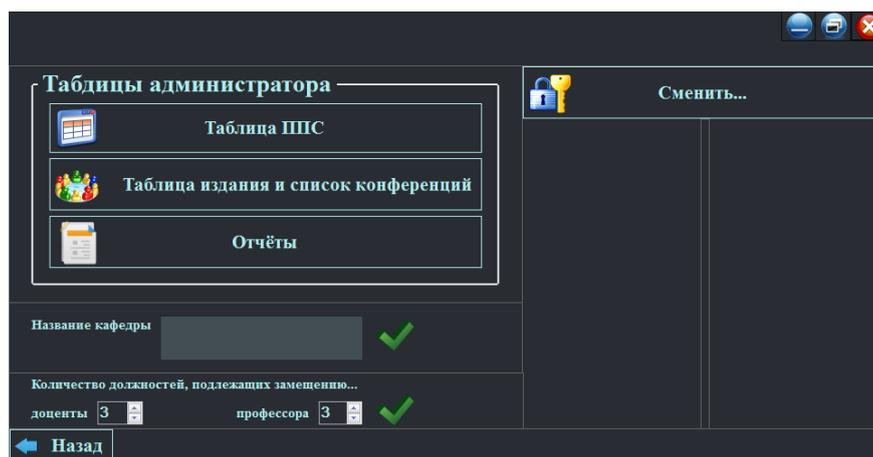 Табдицы администратора
Сменить...
Таблица ППС
Таблица издания и список конференций
Отчёты
Название кафедры
Количество должностей, подлежащих замещению...
доценты 3 профессора 3
Назад